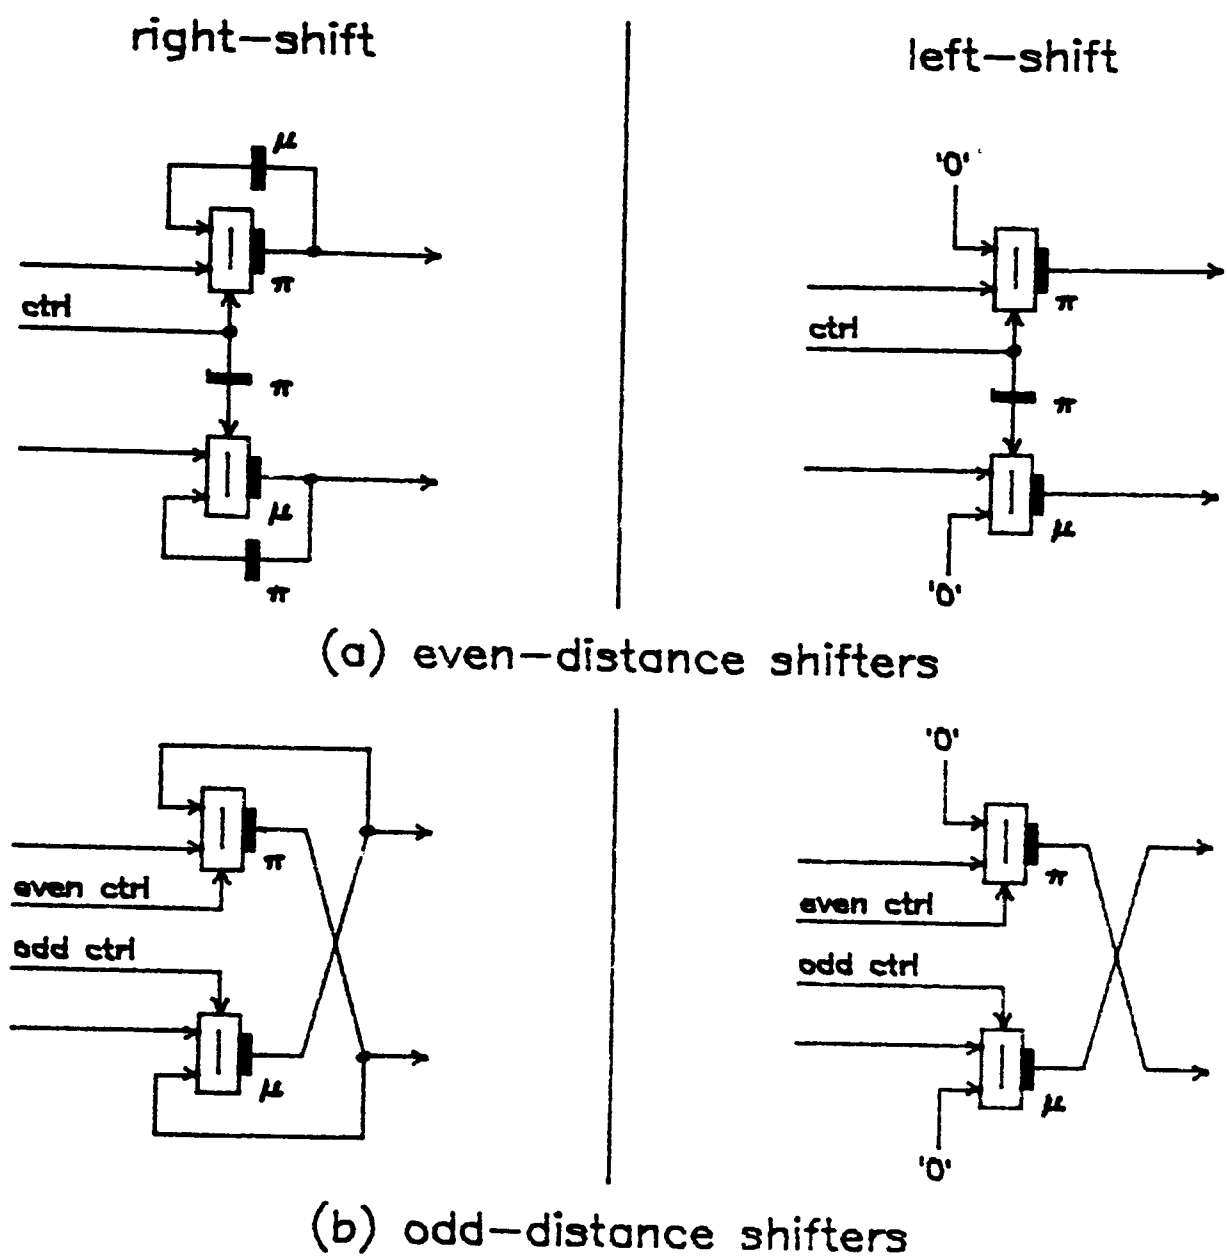 right-shift
left-shift
μ
'0'
π
π
ctrl
ctrl
π
π
μ
μ
π
'0'
(a) even-distance shifters
'0'
π
π
even ctrl
even ctrl
odd ctrl
odd ctrl
μ
μ
'0'
(b) odd-distance shifters